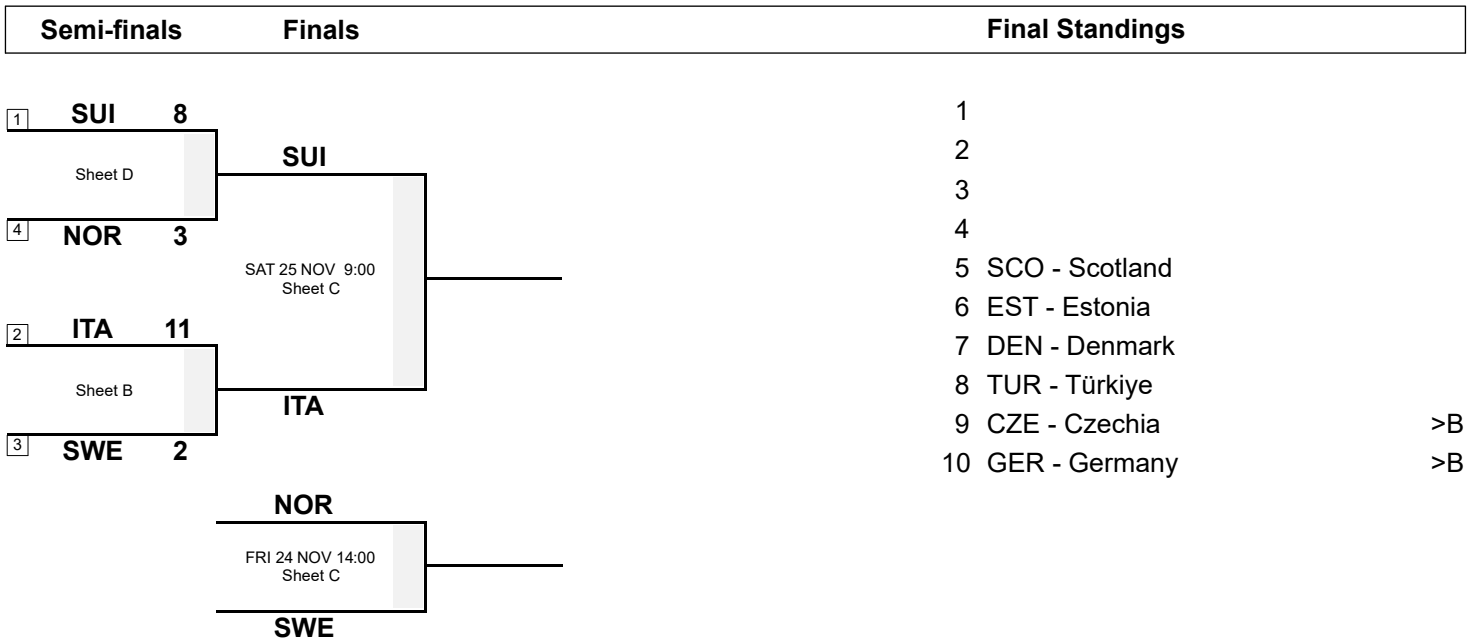 Semi-finals Finals Final Standings
1 SUI 8
Sheet D
4 NOR 3
2 ITA 11
Sheet B
3 SWE 2
SUI
SAT 25 NOV 9:00
Sheet C
ITA
NOR
FRI 24 NOV 14:00
Sheet C
SWE
1
2
3
4
5 SCO - Scotland
6 EST - Estonia
7 DEN - Denmark
8 TUR - Türkiye
9 CZE - Czechia >B
10 GER - Germany >B